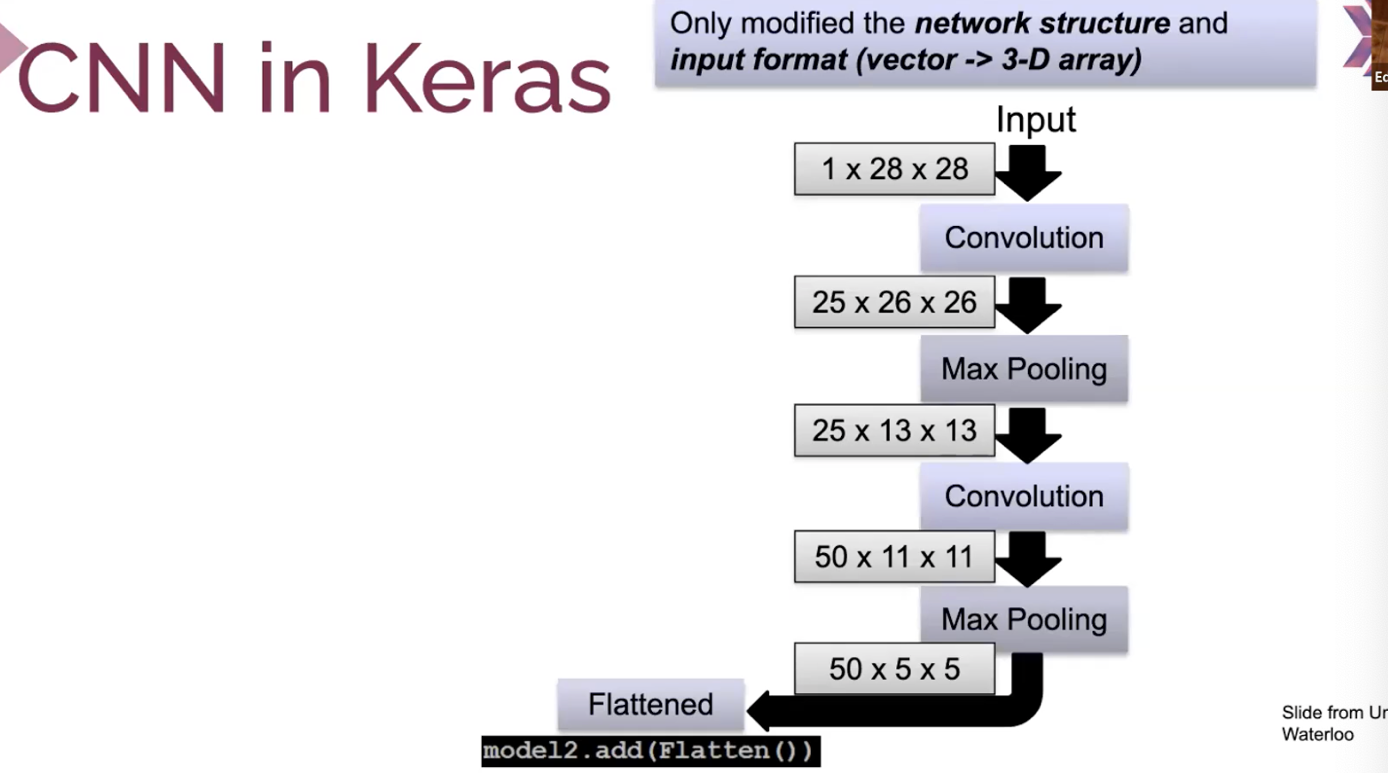 CNN in Keras
Only modified the network structure and
input format (vector -> 3-D array)
Input
1 x 28 x 28
Convolution
25 x 26 x 26
Max Pooling
25 x 13 x 13
Convolution
50 x 11 x 11
Max Pooling
50 x 5 x 5
Flattened
model2.add(Flatten())
Slide from
Waterloo